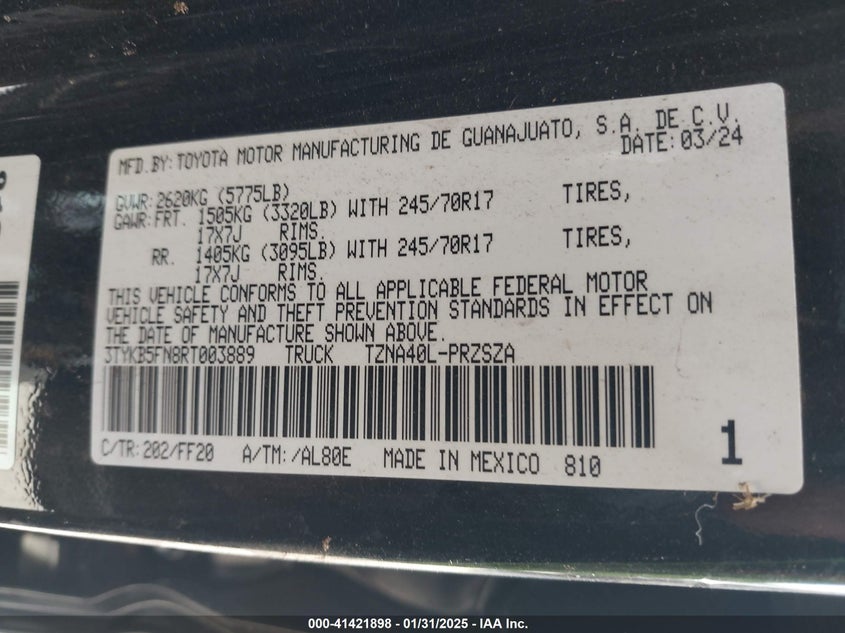 MFD.BY: TOYOTA MOTOR MANUFACTURING DE GUANAJUATO, S.A. DE C.V.
DATE: 03/24
GVWR: 2620KG (5775LB)
GAWR: FRT. 1505KG (3320LB) WITH 245/70R17 TIRES,
17X7J RIMS.
RR. 1405KG (3095LB) WITH 245/70R17 TIRES,
17X7J RIMS.
THIS VEHICLE CONFORMS TO ALL APPLICABLE FEDERAL MOTOR
VEHICLE SAFETY AND THEFT PREVENTION STANDARDS IN EFFECT ON
THE DATE OF MANUFACTURE SHOWN ABOVE.
3TYKB5FN8RT003889 TRUCK TZNA40L-PRZSZA
C/TR: 202/FF20 A/TM: /AL80E MADE IN MEXICO 810
1
000-41421898 / 01/31/2025 - IAA Inc.